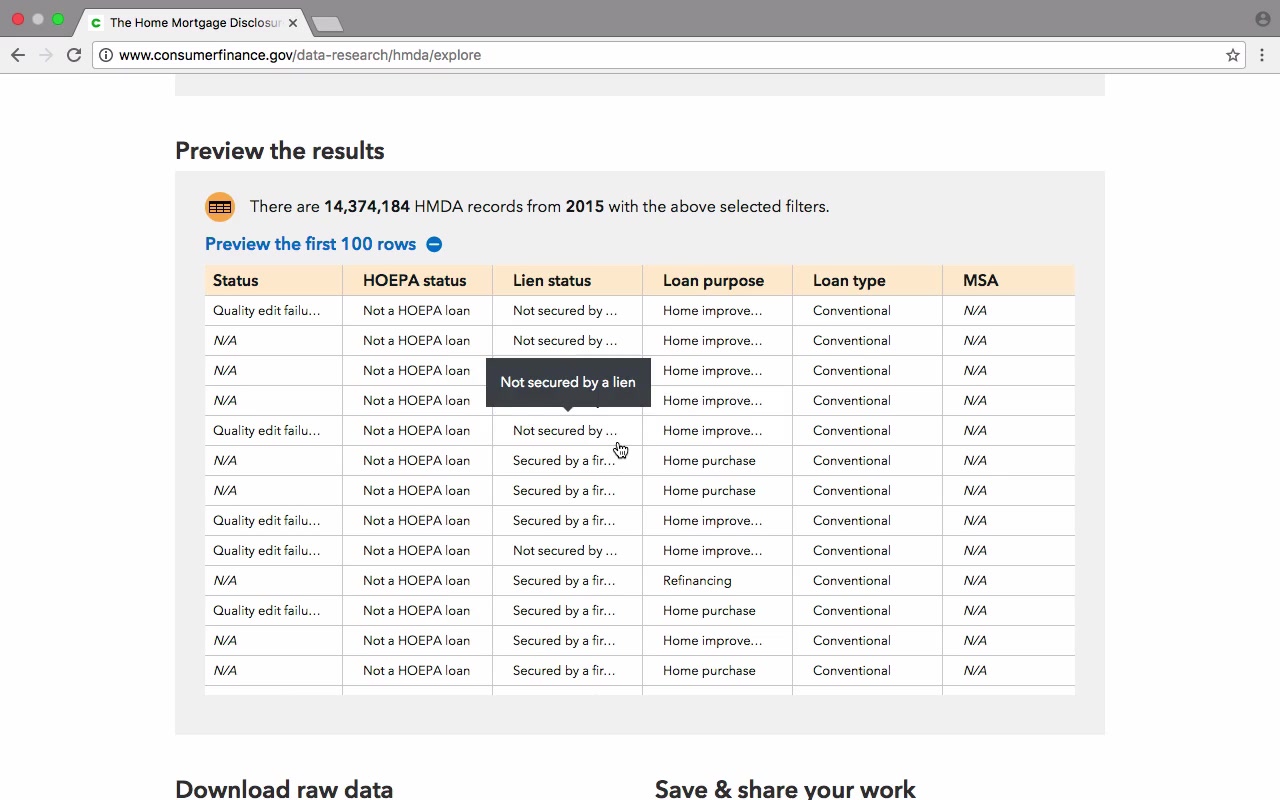 The Home Mortgage Disclosur
www.consumerfinance.gov/data-research/hmda/explore
Preview the results
There are 14,374,184 HMDA records from 2015 with the above selected filters.
Preview the first 100 rows
Status HOEPA status Lien status Loan purpose Loan type MSA
Quality edit failu... Not a HOEPA loan Not secured by ... Home improve... Conventional N/A
N/A Not a HOEPA loan Not secured by ... Home improve... Conventional N/A
N/A Not a HOEPA loan Home improve... Conventional N/A
Not secured by a lien
N/A Not a HOEPA loan Home improve... Conventional N/A
Quality edit failu... Not a HOEPA loan Not secured by ... Home improve... Conventional N/A
N/A Not a HOEPA loan Secured by a fir... Home purchase Conventional N/A
N/A Not a HOEPA loan Secured by a fir... Home purchase Conventional N/A
Quality edit failu... Not a HOEPA loan Secured by a fir... Home improve... Conventional N/A
Quality edit failu... Not a HOEPA loan Not secured by ... Home improve... Conventional N/A
N/A Not a HOEPA loan Secured by a fir... Refinancing Conventional N/A
Quality edit failu... Not a HOEPA loan Secured by a fir... Home purchase Conventional N/A
N/A Not a HOEPA loan Secured by a fir... Home improve... Conventional N/A
N/A Not a HOEPA loan Secured by a fir... Home purchase Conventional N/A
Download raw data Save & share your work